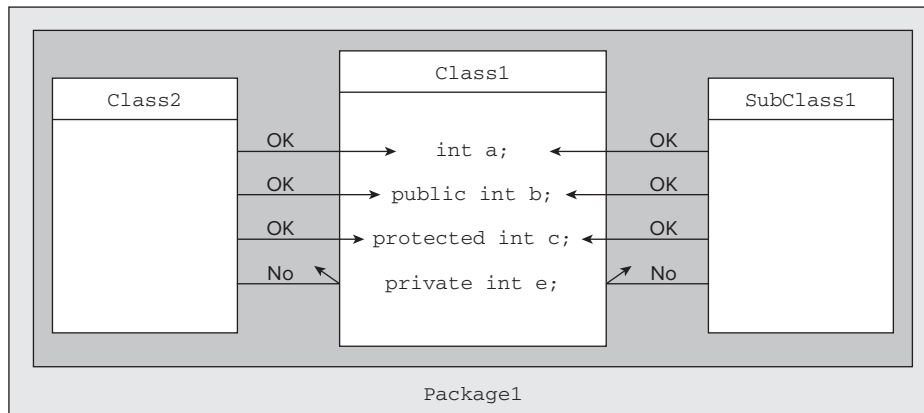 Class1
Class2
SubClass1
OK int a; OK
OK public int b; OK
OK protected int c; OK
No private int e; No
Package1